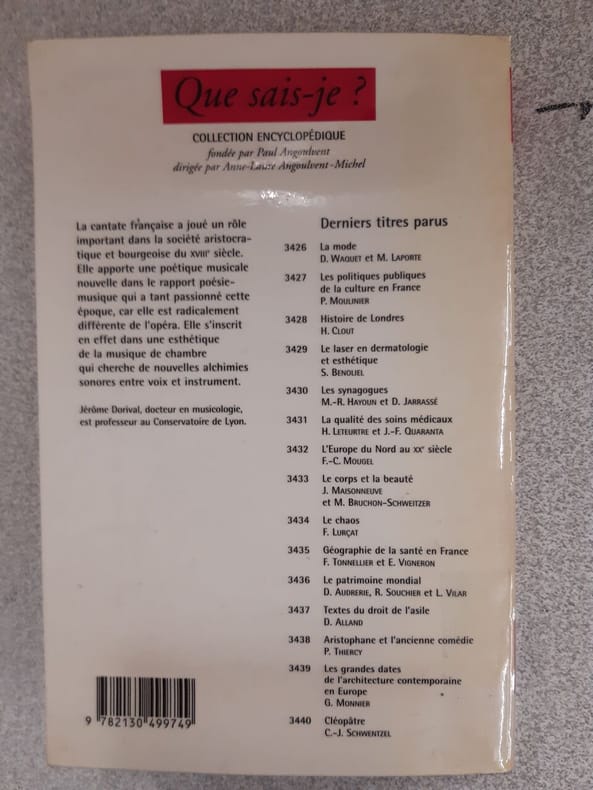 Que sais-je ?
COLLECTION ENCYCLOPÉDIQUE
fondée par Paul Angoulvent
dirigée par Anne-Laure Angoulvent-Michel
La cantate française a joué un rôle
important dans la société aristocra-
tique et bourgeoise du XVIIIe siècle.
Elle apporte une poétique musicale
nouvelle dans le rapport poésie-
musique qui a tant passionné cette
époque, car elle est radicalement
différente de l'opéra. Elle s'inscrit
en effet dans une esthétique
de la musique de chambre
qui cherche de nouvelles alchimies
sonores entre voix et instrument.
Jérôme Dorival, docteur en musicologie,
est professeur au Conservatoire de Lyon.
Derniers titres parus
3426 La mode
D. WAQUET et M. LAPORTE
3427 Les politiques publiques
de la culture en France
P. MOULINIER
3428 Histoire de Londres
H. CLOUT
3429 Le laser en dermatologie
et esthétique
S. BENOLIEL
3430 Les synagogues
M.-R. HAYOUN et D. JARRASSÉ
3431 La qualité des soins médicaux
H. LETEURTRE et J.-F. QUARANTA
3432 L'Europe du Nord au XXe siècle
F.-C. MOUGEL
3433 Le corps et la beauté
J. MAISONNEUVE
et M. BRUCHON-SCHWEITZER
3434 Le chaos
F. LURÇAT
3435 Géographie de la santé en France
F. TONNELLIER et E. VIGNERON
3436 Le patrimoine mondial
D. AUDRERIE, R. SOUCHIER et L. VILAR
3437 Textes du droit de l'asile
D. ALLAND
3438 Aristophane et l'ancienne comédie
P. THIERCY
3439 Les grandes dates
de l'architecture contemporaine
en Europe
G. MONNIER
3440 Cléopâtre
C.-J. SCHWENTZEL
9 782130 499749